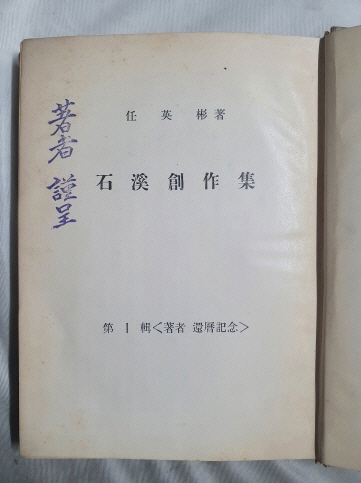 任英彬著
石溪創作集
第1輯<著者 還曆記念>
著者 謹呈